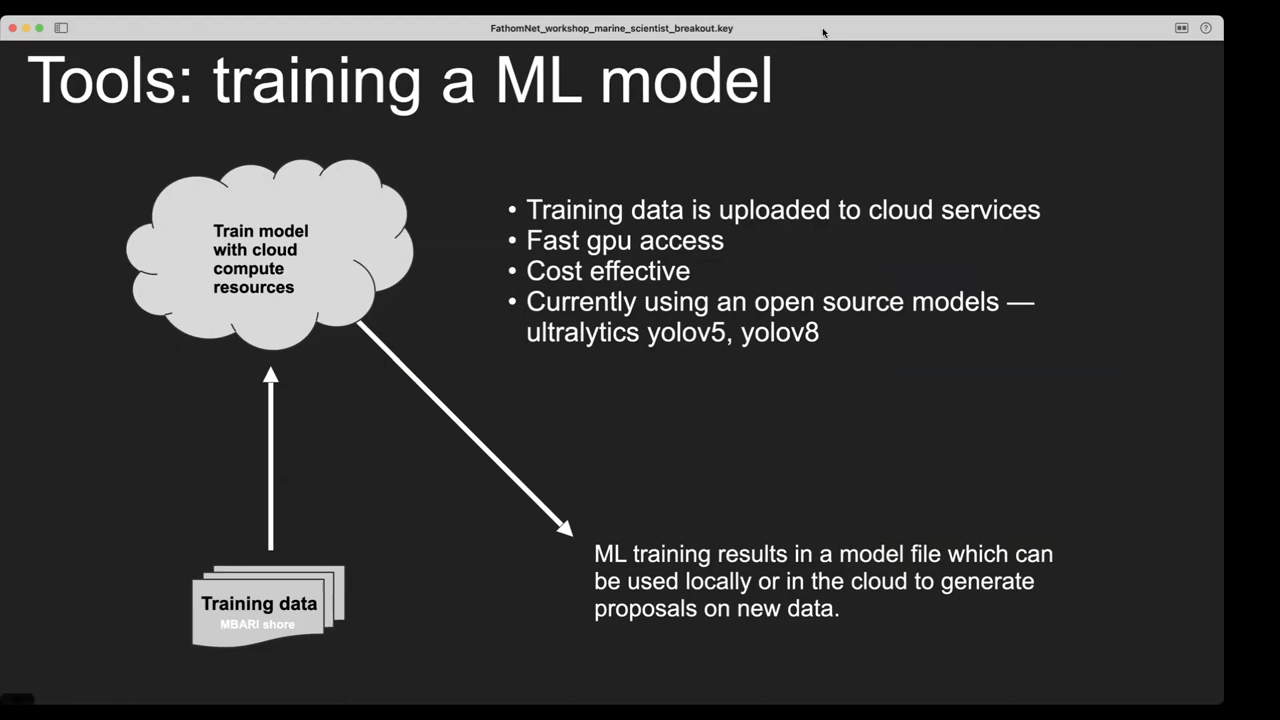 FathomNet_workshop_marine_scientist_breakout.key
Tools: training a ML model
Train model
with cloud
compute
resources
• Training data is uploaded to cloud services
• Fast gpu access
• Cost effective
• Currently using an open source models —
ultralytics yolov5, yolov8
ML training results in a model file which can
be used locally or in the cloud to generate
proposals on new data.
Training data
MBARI shore